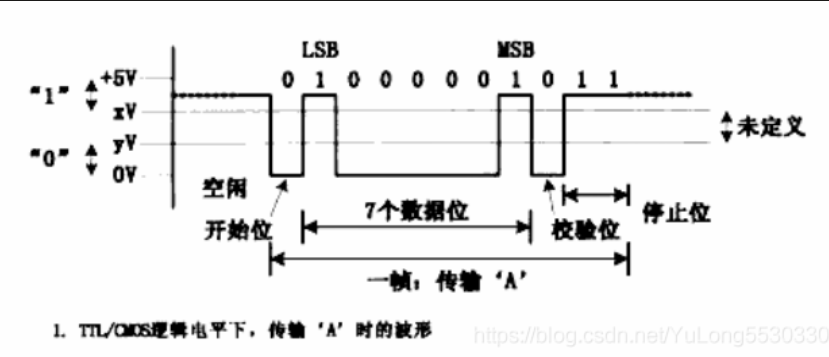 LSB MSB
0 1 0 0 0 0 0 1 0 1 1
+5V
"1"
xV
未定义
yV
"0"
0V
空闲
7个数据位
停止位
开始位
校验位
一帧：传输 'A'
1. TTL/CMOS逻辑电平下，传输 'A' 时的波形
https://blog.csdn.net/YuLong5530330